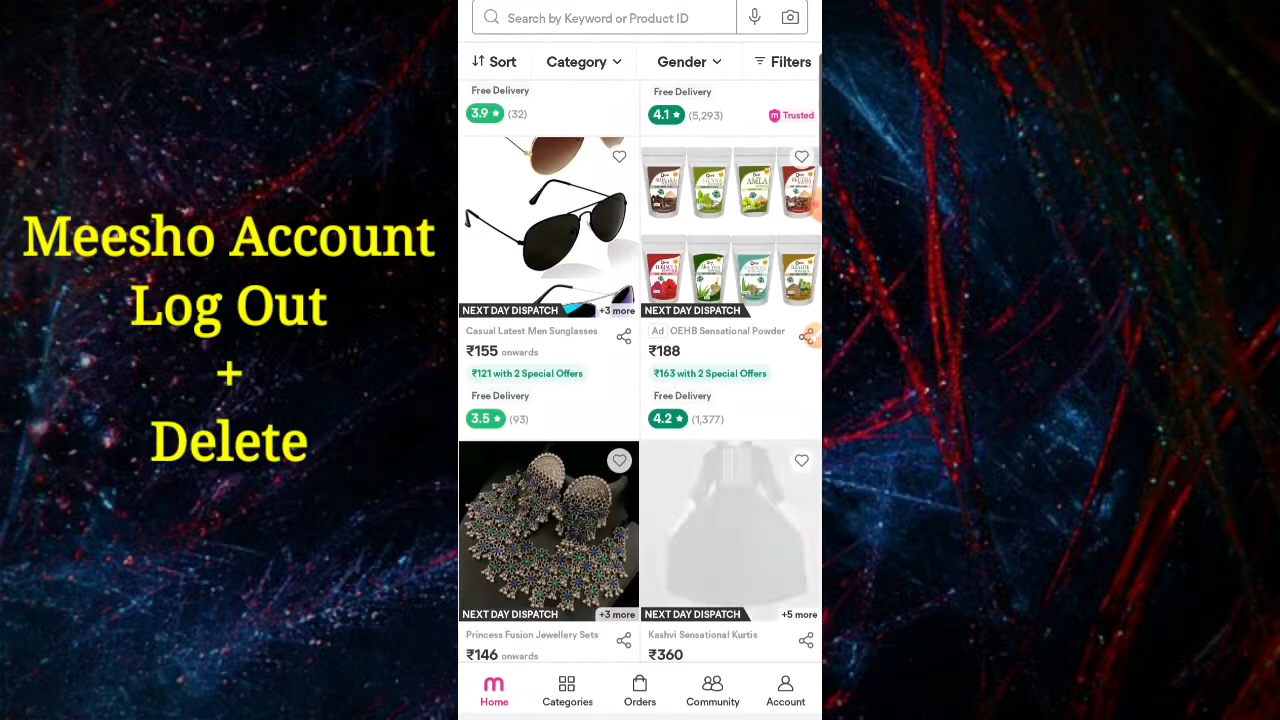 Meesho Account
Log Out
+
Delete
Search by Keyword or Product ID
Sort
Category
Gender
Filters
Free Delivery
3.9 ★ (32)
Free Delivery
4.1 ★ (5,293)
m Trusted
NEXT DAY DISPATCH
+3 more
Casual Latest Men Sunglasses
₹155 onwards
₹121 with 2 Special Offers
Free Delivery
3.5 ★ (93)
AMLA
NEXT DAY DISPATCH
Ad OEHB Sensational Powder
₹188
₹163 with 2 Special Offers
Free Delivery
4.2 ★ (1,377)
NEXT DAY DISPATCH
+3 more
Princess Fusion Jewellery Sets
₹146 onwards
NEXT DAY DISPATCH
+5 more
Kashvi Sensational Kurtis
₹360
Home
Categories
Orders
Community
Account